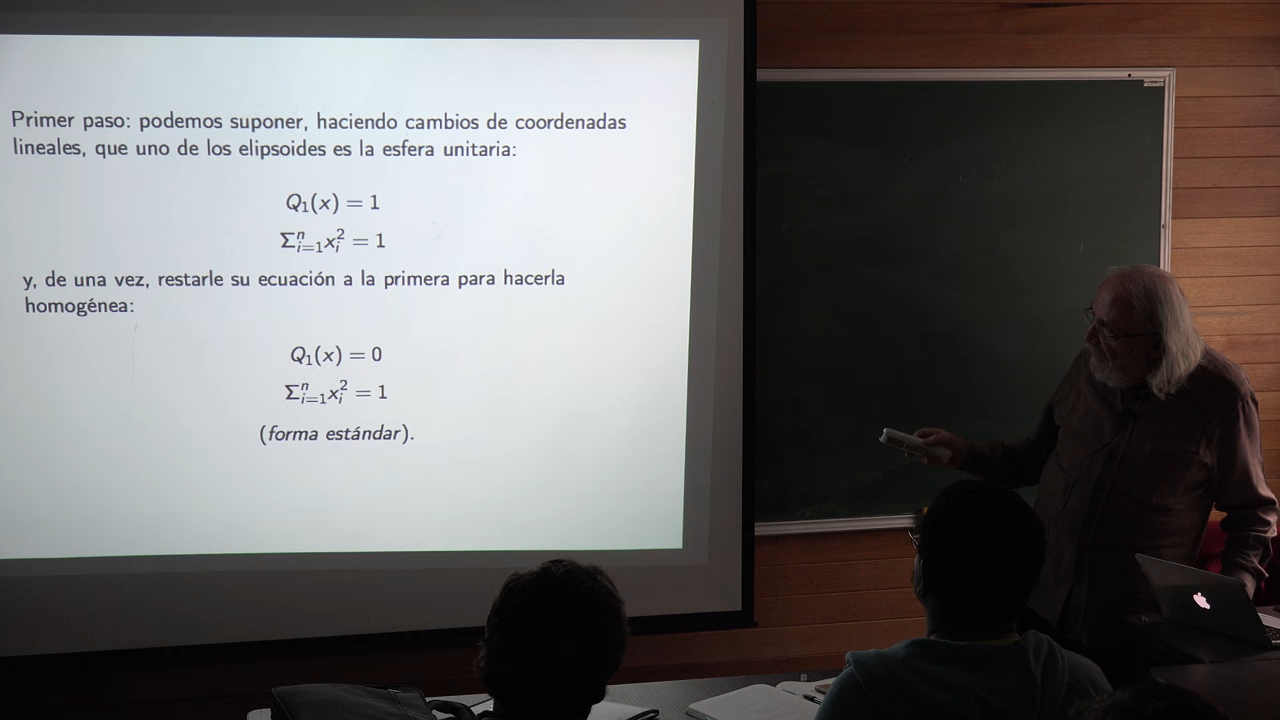 Primer paso: podemos suponer, haciendo cambios de coordenadas
lineales, que uno de los elipsoides es la esfera unitaria:
Q₁(x) = 1
Σⁿᵢ₌₁xᵢ² = 1
y, de una vez, restarle su ecuación a la primera para hacerla
homogénea:
Q₁(x) = 0
Σⁿᵢ₌₁xᵢ² = 1
(forma estándar).